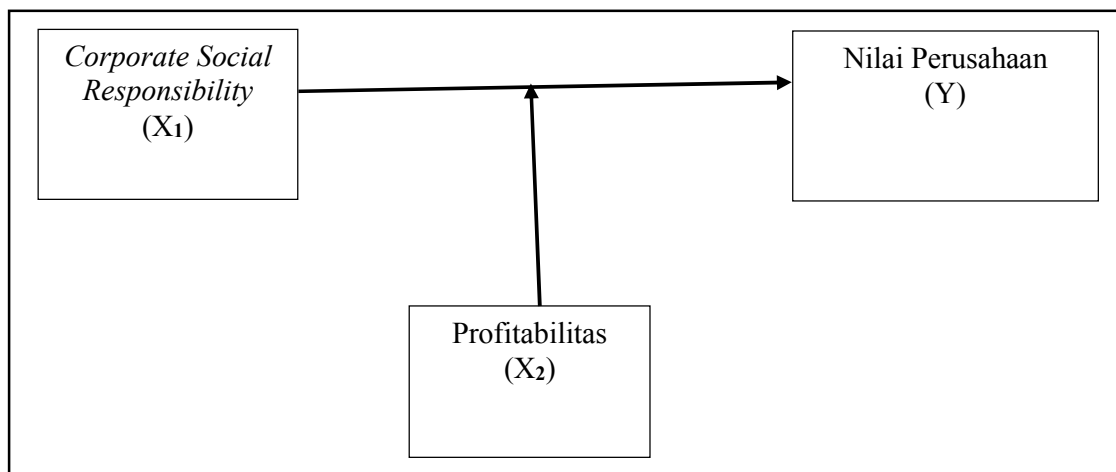 Corporate Social
Responsibility
(X1)
Nilai Perusahaan
(Y)
Profitabilitas
(X2)